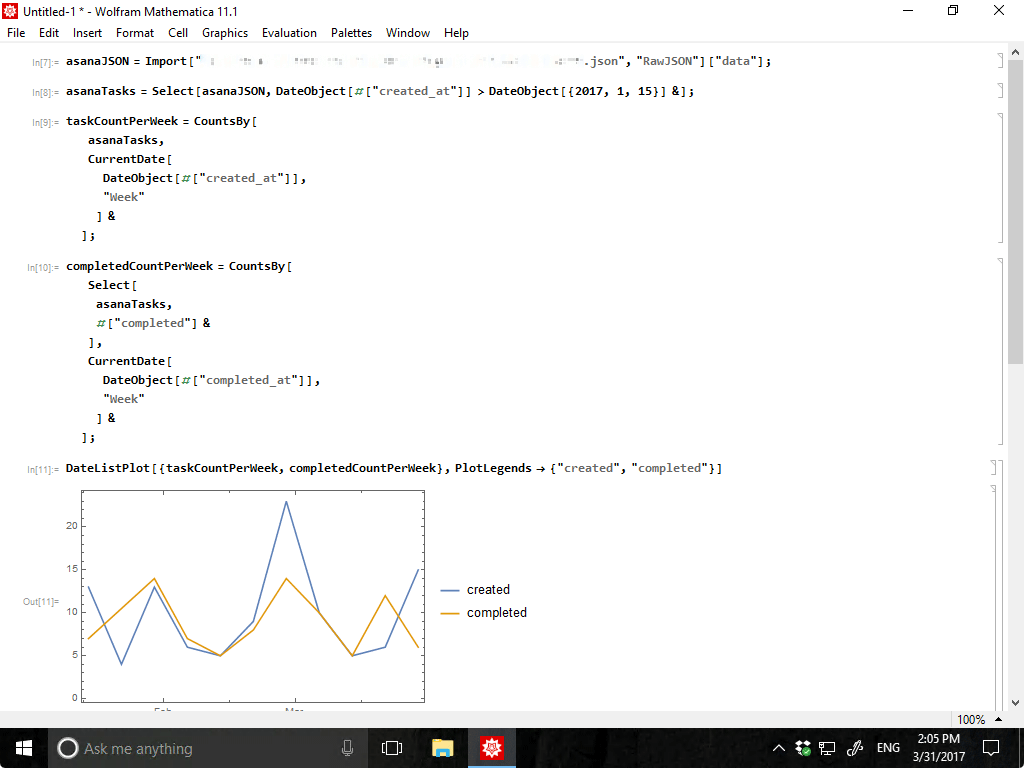 Untitled-1 * - Wolfram Mathematica 11.1
File Edit Insert Format Cell Graphics Evaluation Palettes Window Help
In[7]:= asanaJSON = Import[" .json", "RawJSON"]["data"];
In[8]:= asanaTasks = Select[asanaJSON, DateObject[#["created_at"]] > DateObject[{2017, 1, 15}] &];
In[9]:= taskCountPerWeek = CountsBy[
asanaTasks,
CurrentDate[
DateObject[#["created_at"]],
"Week"
] &
];
In[10]:= completedCountPerWeek = CountsBy[
Select[
asanaTasks,
#["completed"] &
],
CurrentDate[
DateObject[#["completed_at"]],
"Week"
] &
];
In[11]:= DateListPlot[{taskCountPerWeek, completedCountPerWeek}, PlotLegends → {"created", "completed"}]
20
15
10
5
0
Out[11]=
created
completed
100%
Ask me anything
ENG
2:05 PM
3/31/2017